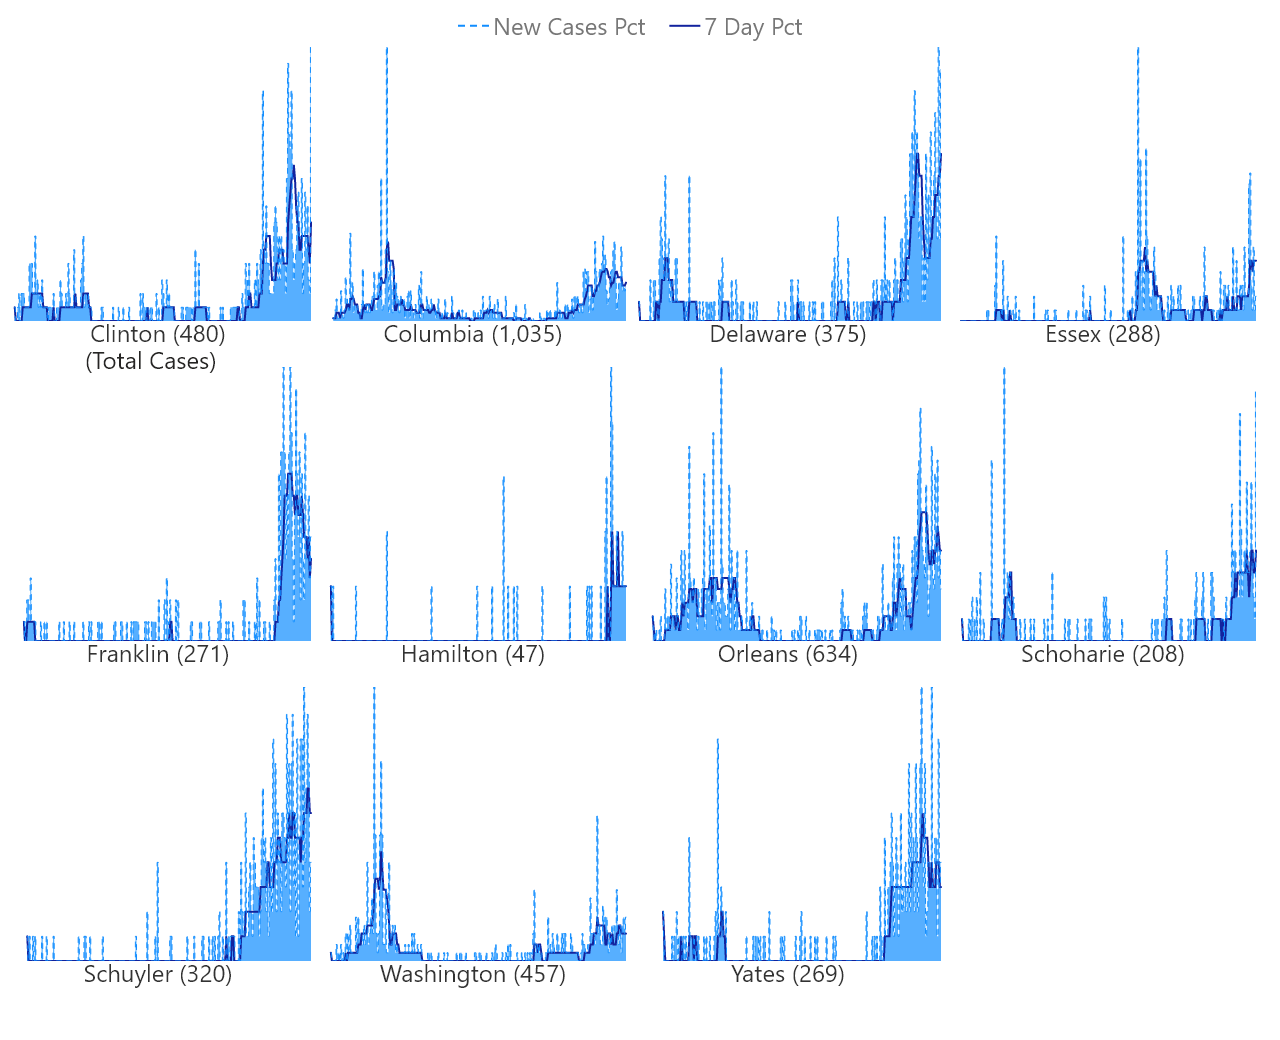 New Cases Pct 7 Day Pct
Clinton (480) Columbia (1,035) Delaware (375) Essex (288)
(Total Cases)
Franklin (271) Hamilton (47) Orleans (634) Schoharie (208)
Schuyler (320) Washington (457) Yates (269)